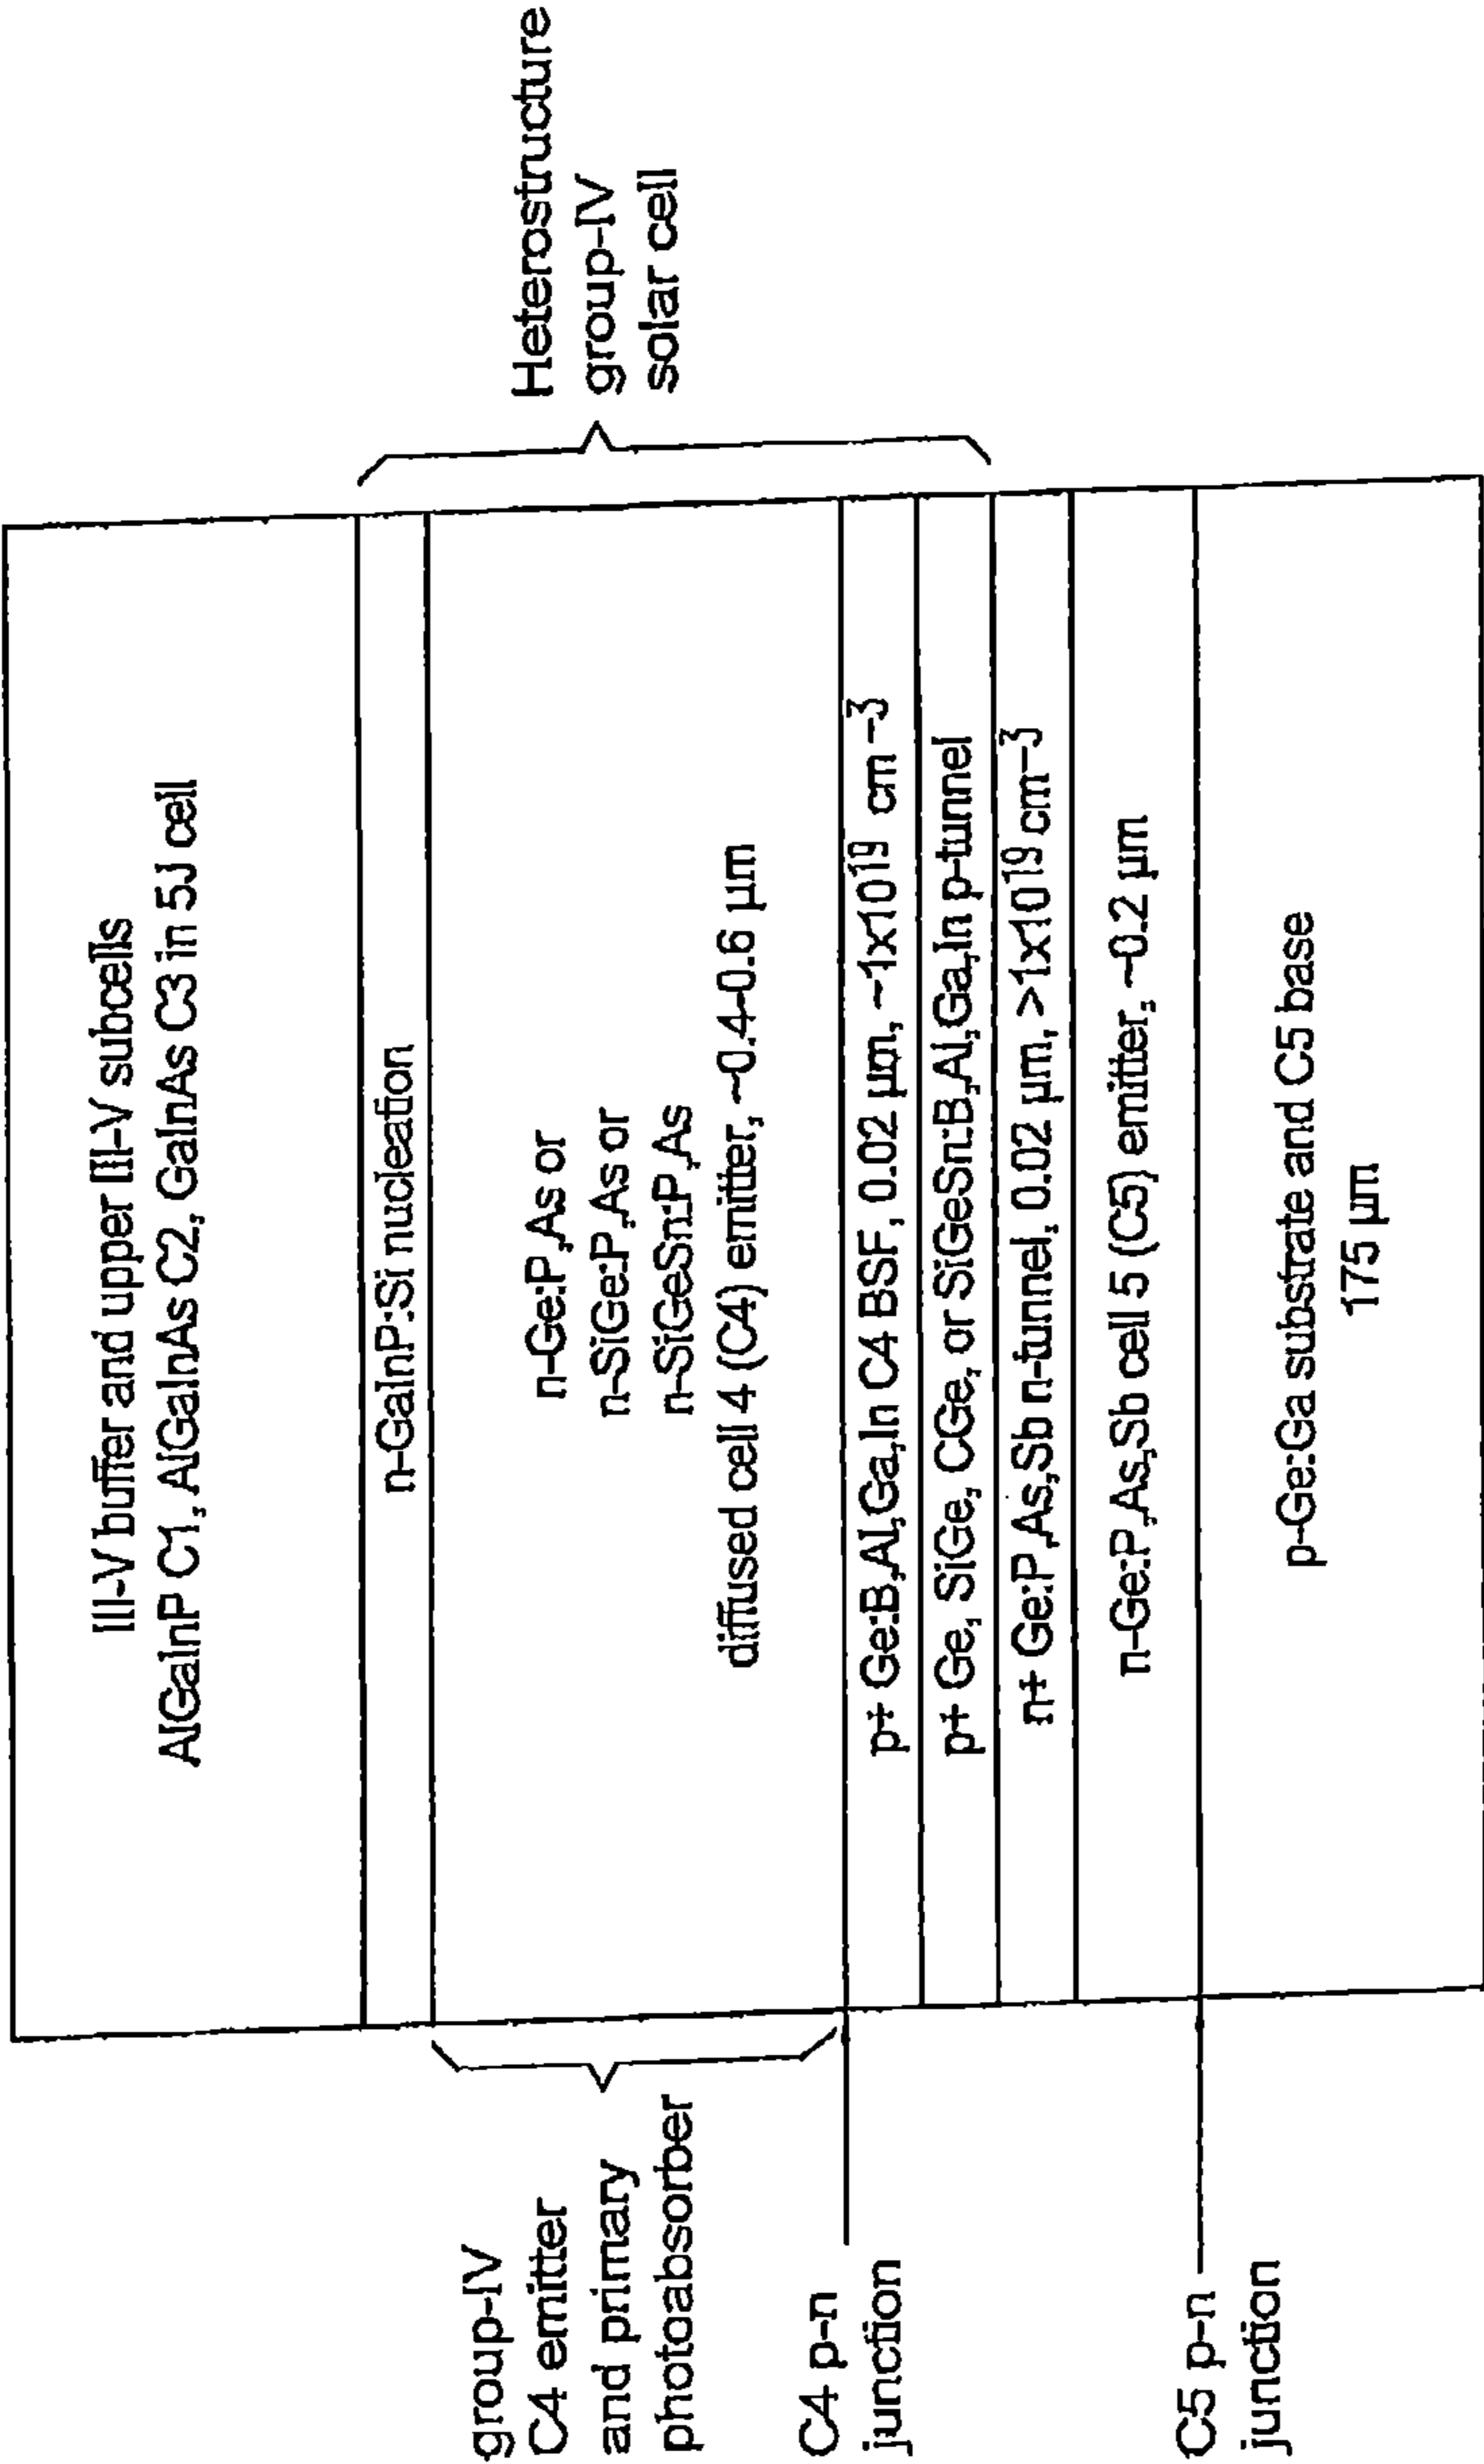 III-V buffer and upper III-V subcells
AlGaInP C1, AlGaInAs C2, GaInAs C3 in 5J cell
n-GaInP:Si nucleation
n-Ge:P,As or
n-SiGe:P,As or
n-SiGeSn:P,As
diffused cell 4 (C4) emitter, ~0.4-0.6 µm
p+ Ge:B,Al,Ga,In C4 BSF, 0.02 µm, ~1x10¹⁹ cm⁻³
p+ Ge, SiGe, CGe, or SiGeSn:B,Al,Ga,In p-tunnel
n+ Ge:P,As,Sb n-tunnel, 0.02 µm, >1x10¹⁹ cm⁻³
n-Ge:P,As,Sb cell 5 (C5) emitter, ~0.2 µm
p-Ge:Ga substrate and C5 base
175 µm
group-IV
C4 emitter
and primary
photoabsorber
C4 p-n
junction
C5 p-n
junction
Heterostructure
group-IV
solar cell